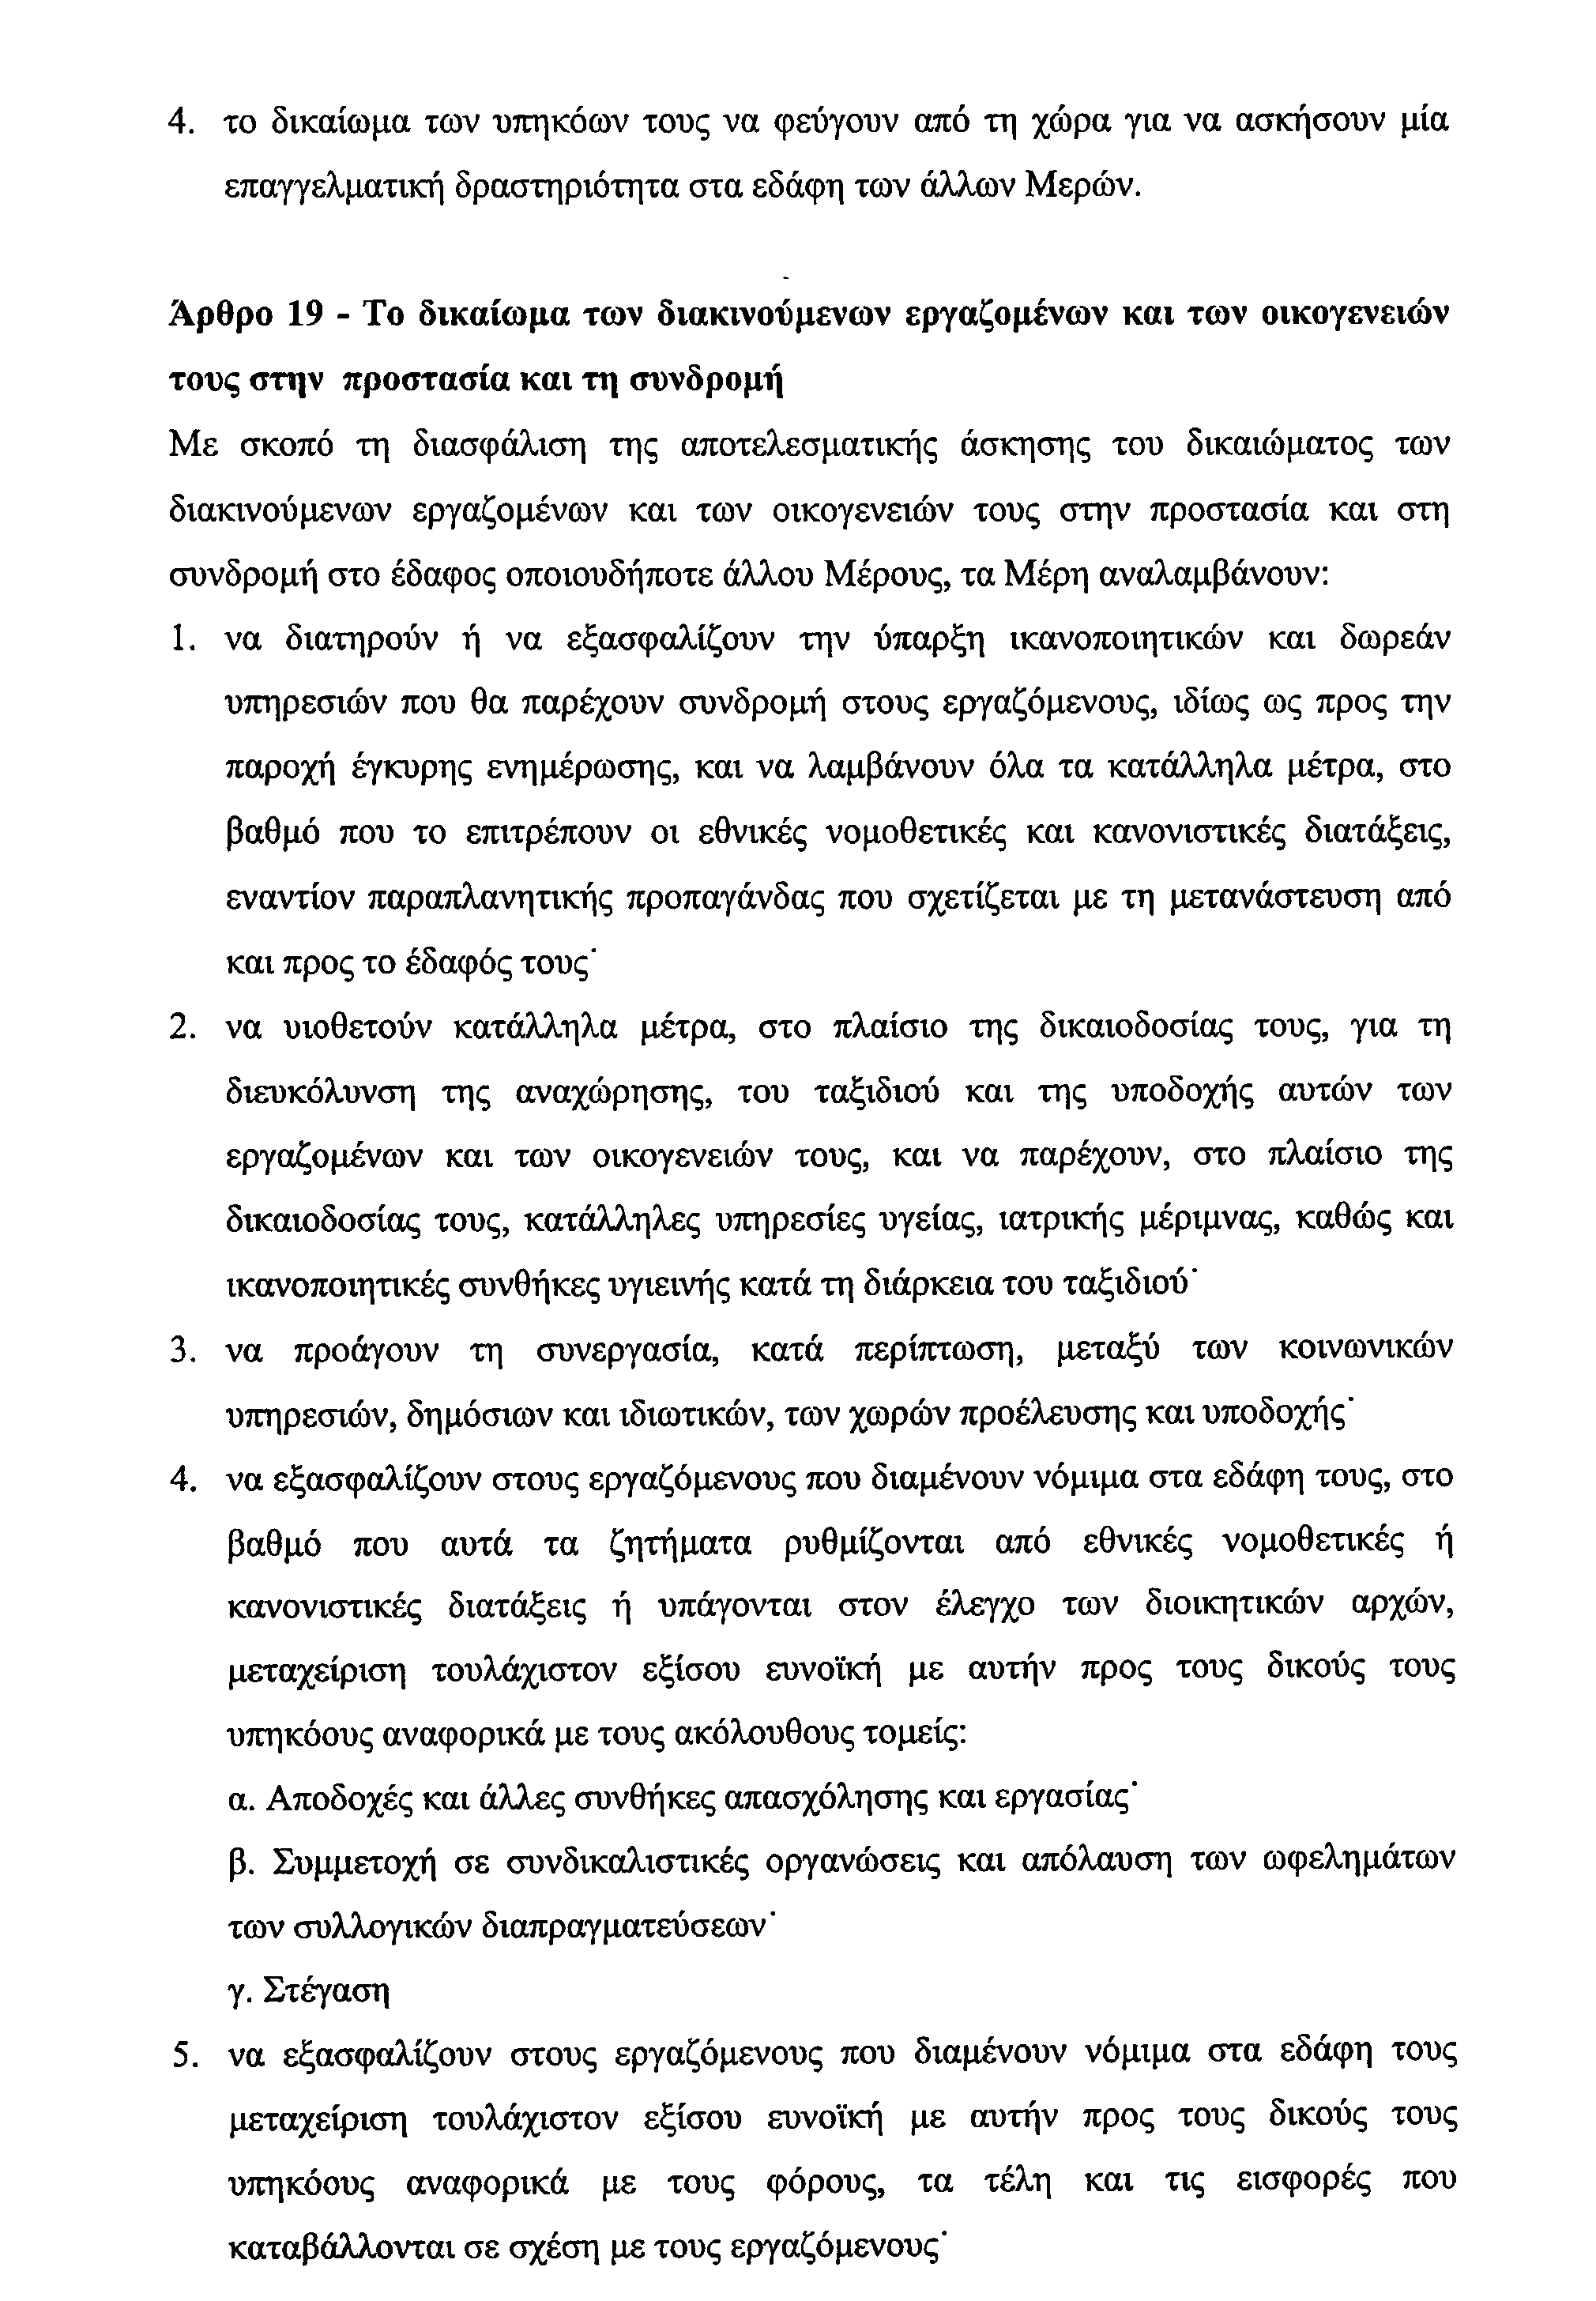 4. το δικαίωμα των υπηκόων τους να φεύγουν από τη χώρα για να ασκήσουν μία
επαγγελματική δραστηριότητα στα εδάφη των άλλων Μερών.
Άρθρο 19 - Το δικαίωμα των διακινούμενων εργαζομένων και των οικογενειών
τους στην προστασία και τη συνδρομή
Με σκοπό τη διασφάλιση της αποτελεσματικής άσκησης του δικαιώματος των
διακινούμενων εργαζομένων και των οικογενειών τους στην προστασία και στη
συνδρομή στο έδαφος οποιουδήποτε άλλου Μέρους, τα Μέρη αναλαμβάνουν:
1. να διατηρούν ή να εξασφαλίζουν την ύπαρξη ικανοποιητικών και δωρεάν
υπηρεσιών που θα παρέχουν συνδρομή στους εργαζόμενους, ιδίως ως προς την
παροχή έγκυρης ενημέρωσης, και να λαμβάνουν όλα τα κατάλληλα μέτρα, στο
βαθμό που το επιτρέπουν οι εθνικές νομοθετικές και κανονιστικές διατάξεις,
εναντίον παραπλανητικής προπαγάνδας που σχετίζεται με τη μετανάστευση από
και προς το έδαφός τους˙
2. να υιοθετούν κατάλληλα μέτρα, στο πλαίσιο της δικαιοδοσίας τους, για τη
διευκόλυνση της αναχώρησης, του ταξιδιού και της υποδοχής αυτών των
εργαζομένων και των οικογενειών τους, και να παρέχουν, στο πλαίσιο της
δικαιοδοσίας τους, κατάλληλες υπηρεσίες υγείας, ιατρικής μέριμνας, καθώς και
ικανοποιητικές συνθήκες υγιεινής κατά τη διάρκεια του ταξιδιού˙
3. να προάγουν τη συνεργασία, κατά περίπτωση, μεταξύ των κοινωνικών
υπηρεσιών, δημόσιων και ιδιωτικών, των χωρών προέλευσης και υποδοχής˙
4. να εξασφαλίζουν στους εργαζόμενους που διαμένουν νόμιμα στα εδάφη τους, στο
βαθμό που αυτά τα ζητήματα ρυθμίζονται από εθνικές νομοθετικές ή
κανονιστικές διατάξεις ή υπάγονται στον έλεγχο των διοικητικών αρχών,
μεταχείριση τουλάχιστον εξίσου ευνοϊκή με αυτήν προς τους δικούς τους
υπηκόους αναφορικά με τους ακόλουθους τομείς:
α. Αποδοχές και άλλες συνθήκες απασχόλησης και εργασίας˙
β. Συμμετοχή σε συνδικαλιστικές οργανώσεις και απόλαυση των ωφελημάτων
των συλλογικών διαπραγματεύσεων˙
γ. Στέγαση
5. να εξασφαλίζουν στους εργαζόμενους που διαμένουν νόμιμα στα εδάφη τους
μεταχείριση τουλάχιστον εξίσου ευνοϊκή με αυτήν προς τους δικούς τους
υπηκόους αναφορικά με τους φόρους, τα τέλη και τις εισφορές που
καταβάλλονται σε σχέση με τους εργαζόμενους˙